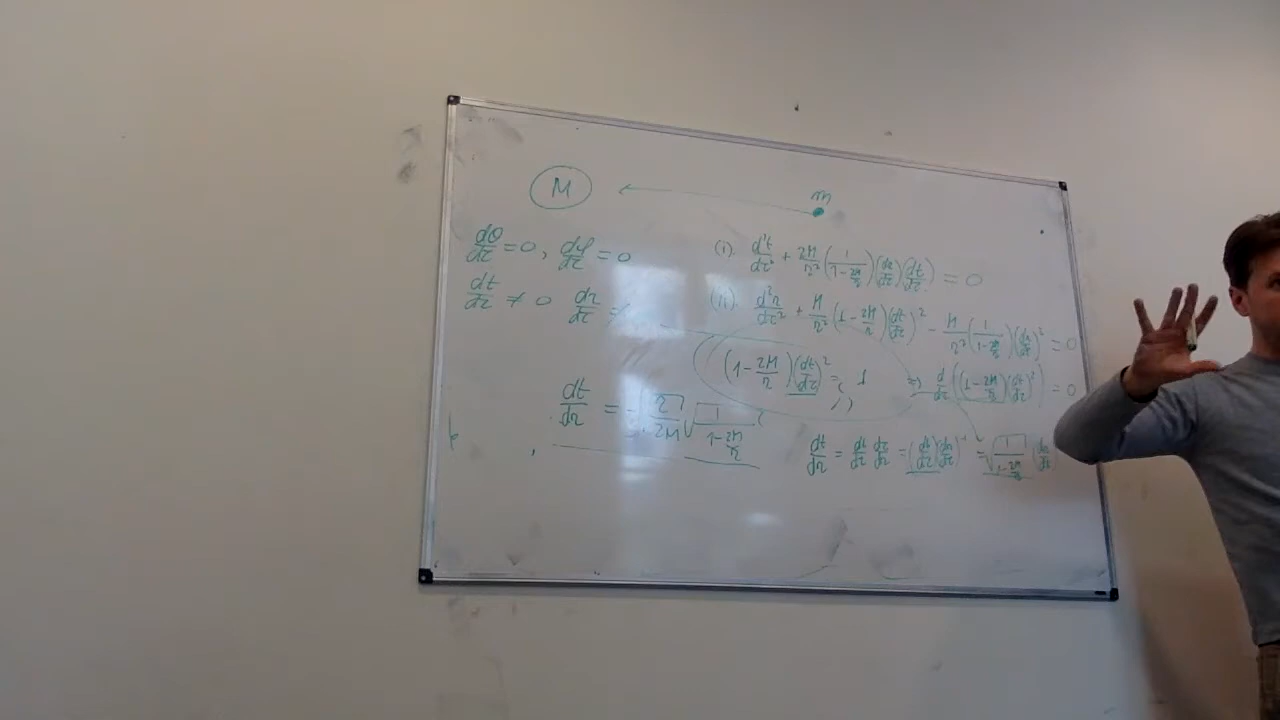 M
m
dθ/dτ = 0, dφ/dτ = 0
dt/dτ ≠ 0 dr/dτ ≠
(i). d²t/dτ² + 2M/r² (1/(1-2M/r)) (dr/dτ)(dt/dτ) = 0
(ii). d²r/dτ² + M/r² (1-2M/r)(dt/dτ)² - M/r² (1/(1-2M/r))(dr/dτ)² = 0
(1-2M/r)(dt/dτ)² = 1 => d/dτ((1-2M/r)(dt/dτ)²) = 0
dt/dr = -√(r/2M) √(1/(1-2M/r))
dt/dr = dt/dτ dτ/dr = (dt/dτ)(dr/dτ)⁻¹ = √(1/(1-2M/r))